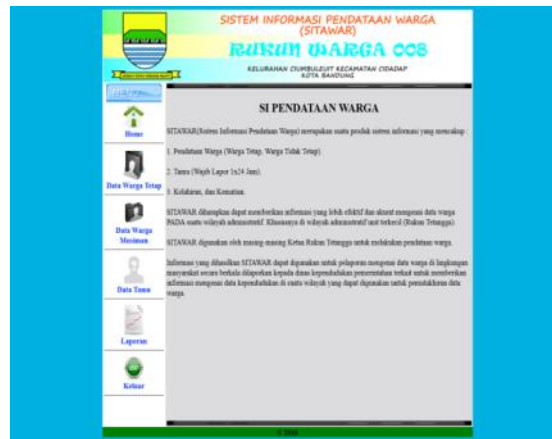 SISTEM INFORMASI PENDATAAN WARGA
(SITAWAR)
RUKUN WARGA 008
KELURAHAN CIUMBULEUIT KECAMATAN CIDADAP
KOTA BANDUNG
SI PENDATAAN WARGA
Home
SITAWAR(Sistem Informasi Pendataan Warga) merupakan suatu produk sistem informasi yang mencakup :
1. Pendataan Warga (Warga Tetap, Warga Tidak Tetap).
2. Tamu (Wajib Lapor 1x24 Jam).
3. Kelahiran, dan Kematian.
Data Warga Tetap
SITAWAR diharapkan dapat memberikan informasi yang lebih efektif dan akurat mengenai data warga
PADA suatu wilayah administratif. Khususnya di wilayah administratif unit terkecil (Rukun Tetangga).
Data Warga
Musiman
SITAWAR digunakan oleh masing-masing Ketua Rukun Tetangga untuk melakukan pendataan warga.
Informasi yang dihasilkan SITAWAR dapat digunakan untuk pelaporan mengenai data warga di lingkungan
masyarakat secara berkala dilaporkan kepada dinas kependudukan pemerintahan terkait untuk memberikan
informasi mengenai data kependudukan di suatu wilayah yang dapat digunakan untuk pemutakhiran data
warga.
Data Tamu
Laporan
Keluar